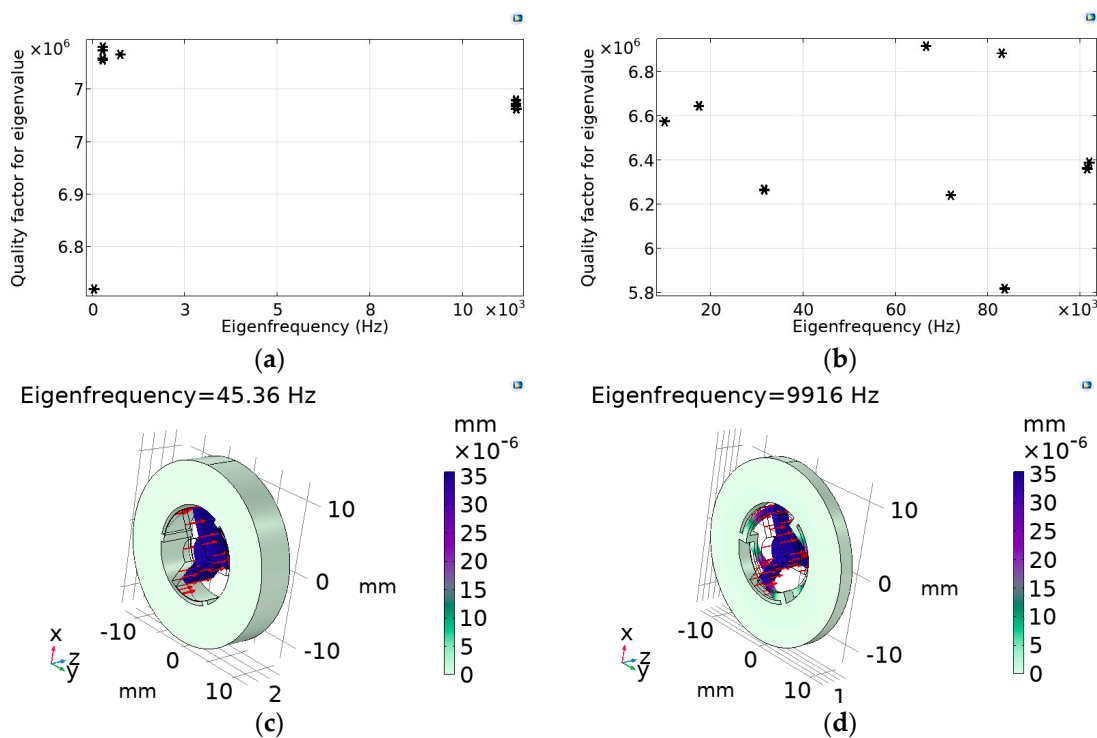 ×10⁶
Quality factor for eigenvalue
7
7
6.9
6.8
0 3 5 8 10 ×10³
Eigenfrequency (Hz)
(a)
×10⁶
Quality factor for eigenvalue
6.8
6.6
6.4
6.2
6
5.8
20 40 60 80 ×10³
Eigenfrequency (Hz)
(b)
Eigenfrequency=45.36 Hz
mm
×10⁻⁶
35
30
25
20
15
10
5
0
10
0
mm
-10
-10
0
mm
10
2
x
z
y
(c)
Eigenfrequency=9916 Hz
mm
×10⁻⁶
35
30
25
20
15
10
5
0
10
0
mm
-10
-10
0
mm
10
1
x
z
y
(d)